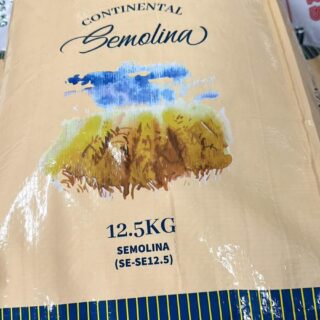 CONTINENTAL
Semolina
12.5KG
SEMOLINA
(SE-SE12.5)